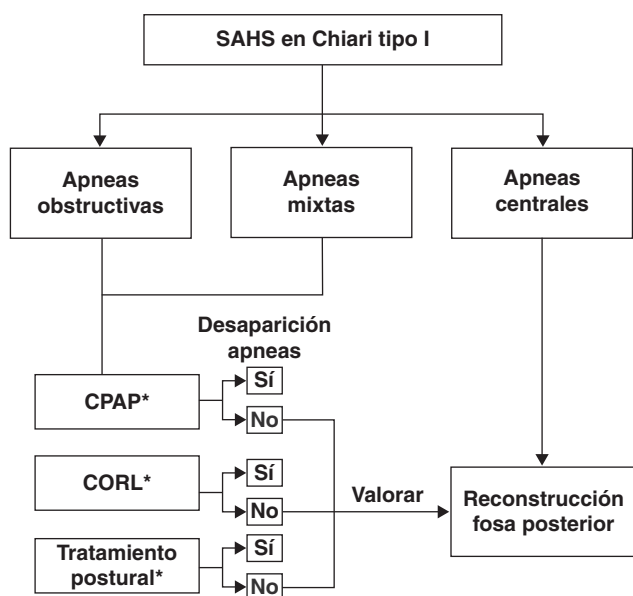 SAHS en Chiari tipo I
Apneas
obstructivas
Apneas
mixtas
Apneas
centrales
Desaparición
apneas
CPAP*
Sí
No
CORL*
Sí
No
Valorar
Reconstrucción
fosa posterior
Tratamiento
postural*
Sí
No